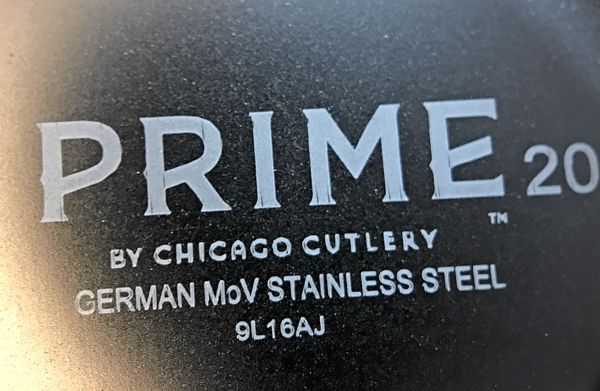 PRIME 20
™
BY CHICAGO CUTLERY
GERMAN MoV STAINLESS STEEL
9L16AJ